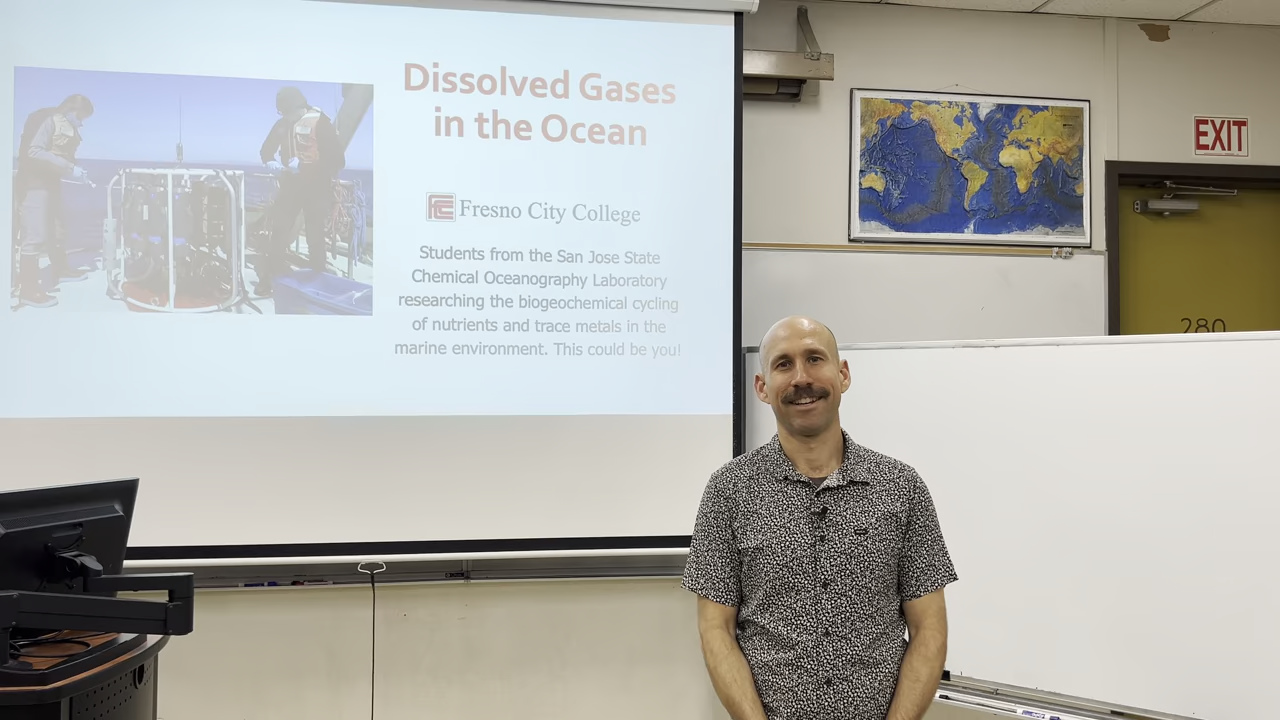 Dissolved Gases
in the Ocean
FCC Fresno City College
Students from the San Jose State
Chemical Oceanography Laboratory
researching the biogeochemical cycling
of nutrients and trace metals in the
marine environment. This could be you!
EXIT
280